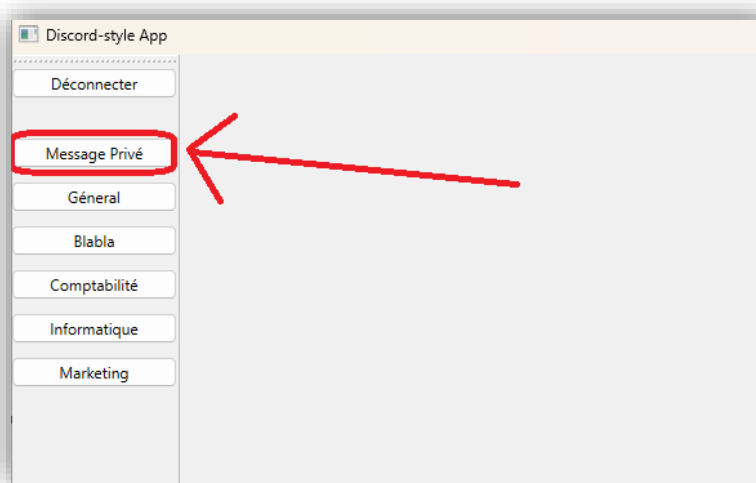 Discord-style App
Déconnecter
Message Privé
Géneral
Blabla
Comptabilité
Informatique
Marketing